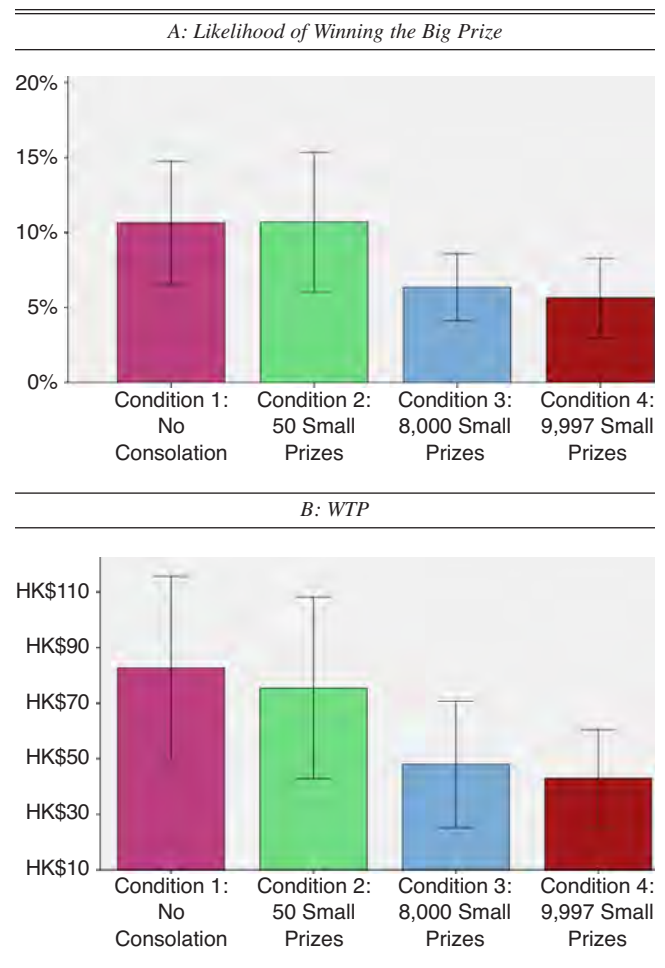 A: Likelihood of Winning the Big Prize
20%
15%
10%
5%
0%
Condition 1: Condition 2: Condition 3: Condition 4:
No 50 Small 8,000 Small 9,997 Small
Consolation Prizes Prizes Prizes
B: WTP
HK$110
HK$90
HK$70
HK$50
HK$30
HK$10
Condition 1: Condition 2: Condition 3: Condition 4:
No 50 Small 8,000 Small 9,997 Small
Consolation Prizes Prizes Prizes